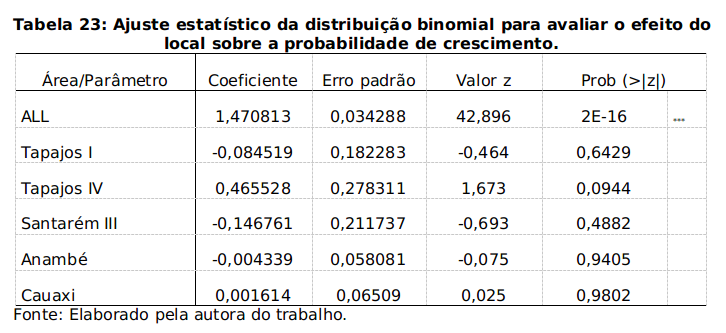 Tabela 23: Ajuste estatístico da distribuição binomial para avaliar o efeito do
local sobre a probabilidade de crescimento.
Área/Parâmetro Coeficiente Erro padrão Valor z Prob (>|z|)
ALL 1,470813 0,034288 42,896 2E-16 ***
Tapajos I -0,084519 0,182283 -0,464 0,6429
Tapajos IV 0,465528 0,278311 1,673 0,0944
Santarém III -0,146761 0,211737 -0,693 0,4882
Anambé -0,004339 0,058081 -0,075 0,9405
Cauaxi 0,001614 0,06509 0,025 0,9802
Fonte: Elaborado pela autora do trabalho.